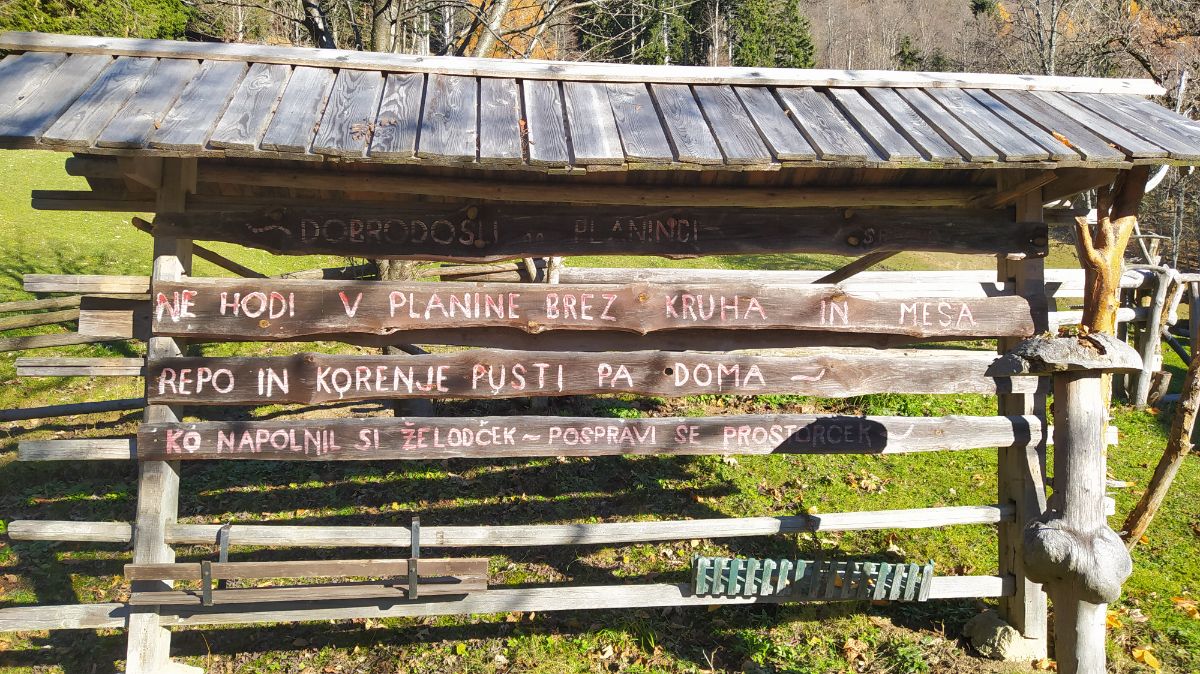 DOBRODOŠLI PLANINCI
NE HODI V PLANINE BREZ KRUHA IN MESA
REPO IN KORENJE PUSTI PA DOMA ~
KO NAPOLNIL SI ŽELODČEK ~ POSPRAVI SE PROSTORČEK